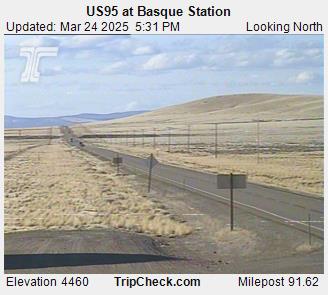 US95 at Basque Station
Updated: Mar 24 2025 5:31 PM Looking North
Elevation 4460 TripCheck.com Milepost 91.62